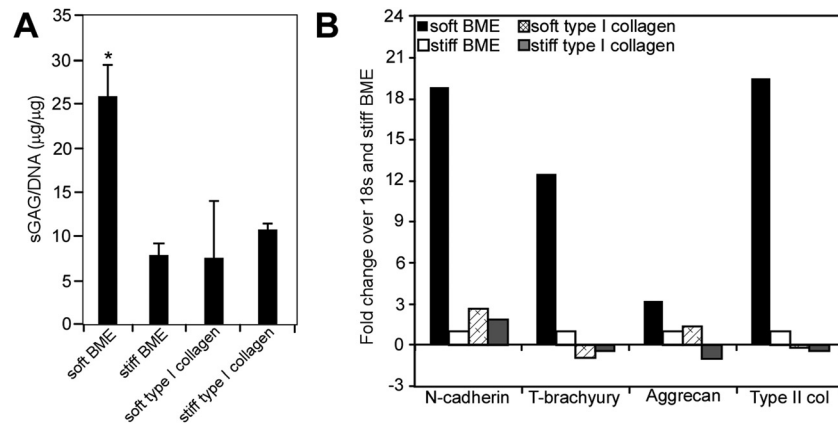 A
sGAG/DNA (µg/µg)
35
30
25
20
15
10
5
0
*
soft BME
stiff BME
soft type I collagen
stiff type I collagen
B
Fold change over 18s and stiff BME
24
21
18
15
12
9
6
3
0
-3
soft BME soft type I collagen
stiff BME stiff type I collagen
N-cadherin T-brachyury Aggrecan Type II col